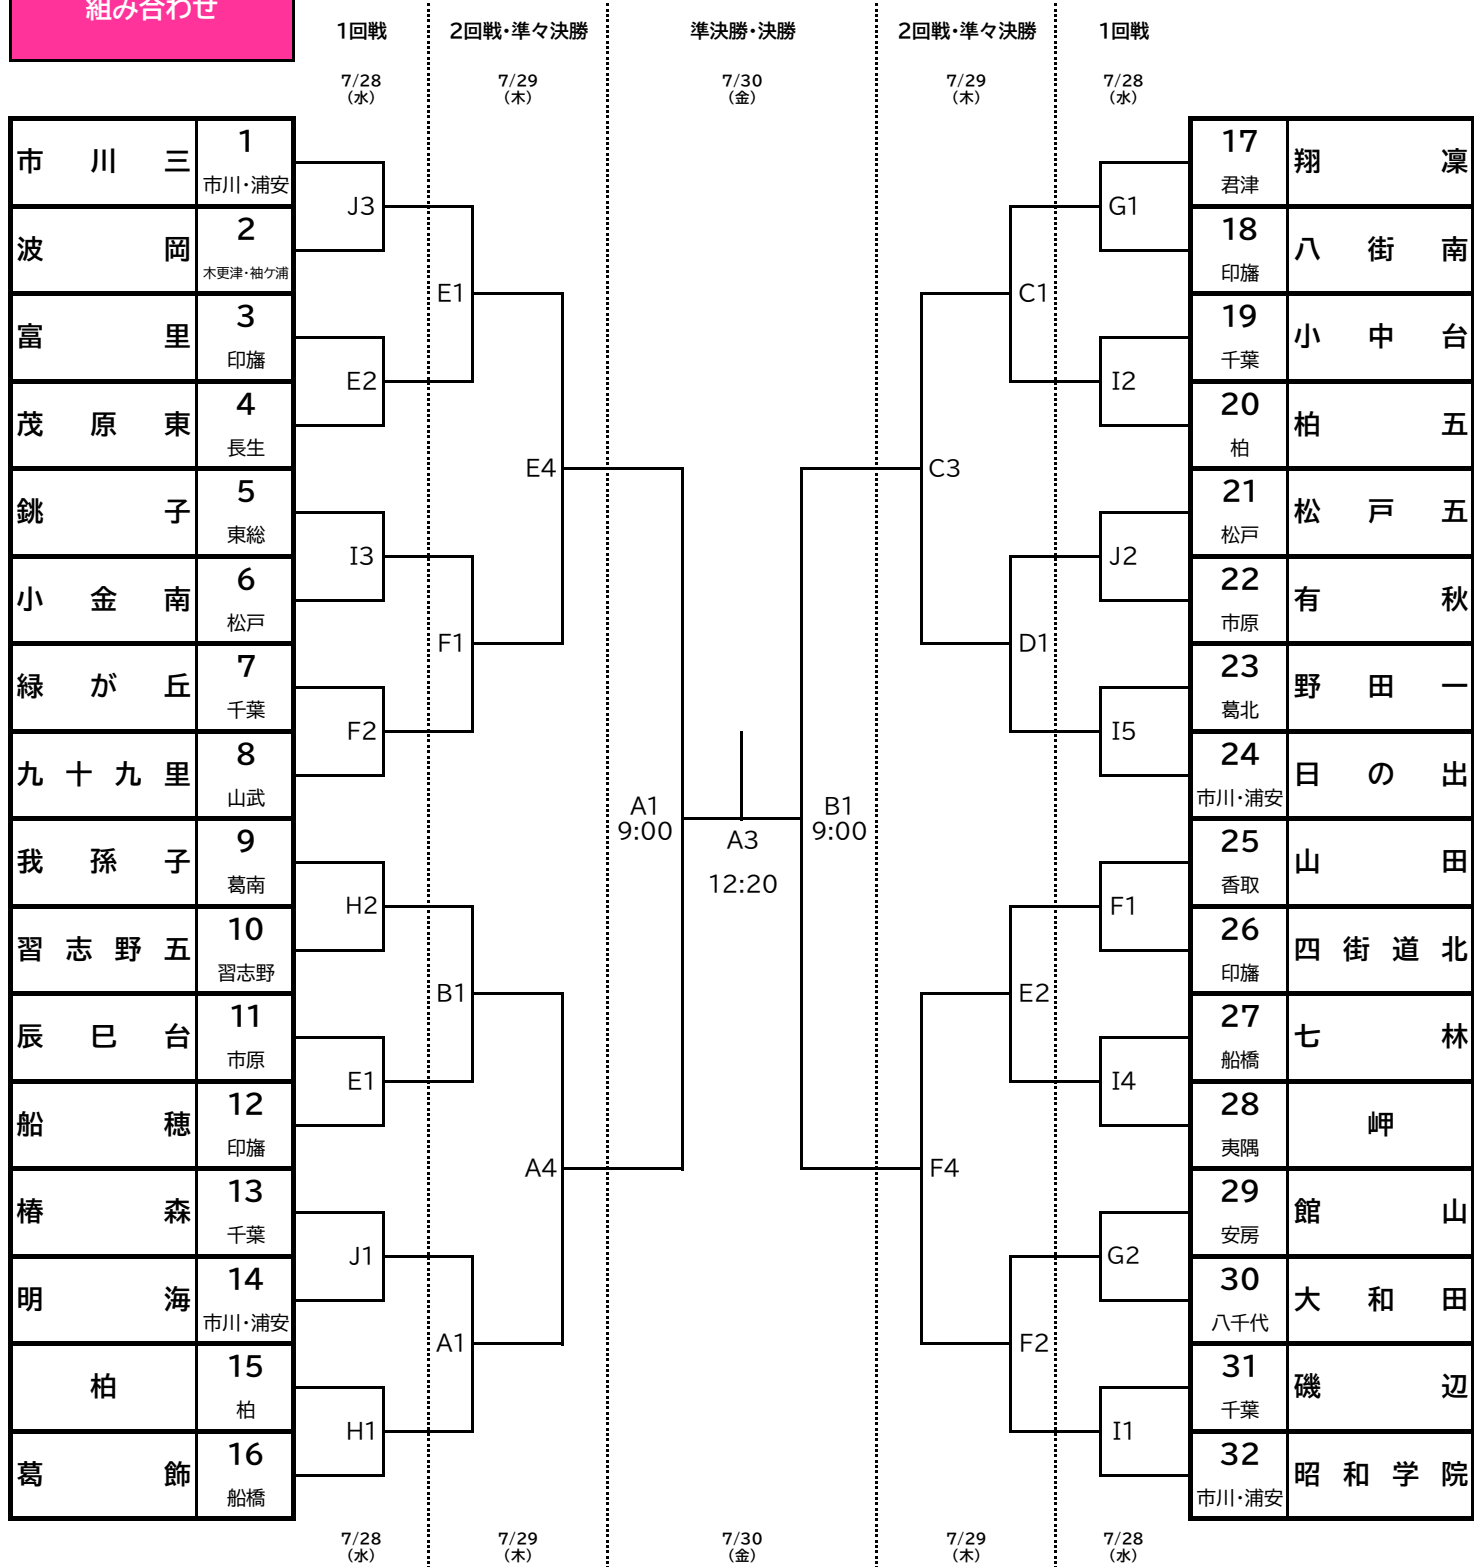 組み合わせ
1回戦 2回戦･準々決勝 準決勝･決勝 2回戦･準々決勝 1回戦
7/28 7/29 7/30 7/29 7/28
（水） （木） （金） （木） （水）
市川三 1 市川･浦安
波岡 2 木更津･袖ケ浦
富里 3 印旛
茂原東 4 長生
銚子 5 東総
小金南 6 松戸
緑が丘 7 千葉
九十九里 8 山武
我孫子 9 葛南
習志野五 10 習志野
辰巳台 11 市原
船穂 12 印旛
椿森 13 千葉
明海 14 市川･浦安
柏 15 柏
葛飾 16 船橋
J3
E2
I3
F2
H2
E1
J1
H1
E1
F1
B1
A1
E4
A4
A1
9:00
A3
12:20
B1
9:00
C3
F4
C1
D1
E2
F2
G1
I2
J2
I5
F1
I4
G2
I1
17 君津 翔凜
18 印旛 八街南
19 千葉 小中台
20 柏 柏五
21 松戸 松戸五
22 市原 有秋
23 葛北 野田一
24 市川･浦安 日の出
25 香取 山田
26 印旛 四街道北
27 船橋 七林
28 夷隅 岬
29 安房 館山
30 八千代 大和田
31 千葉 磯辺
32 市川･浦安 昭和学院
7/28 7/29 7/30 7/29 7/28
（水） （木） （金） （木） （水）